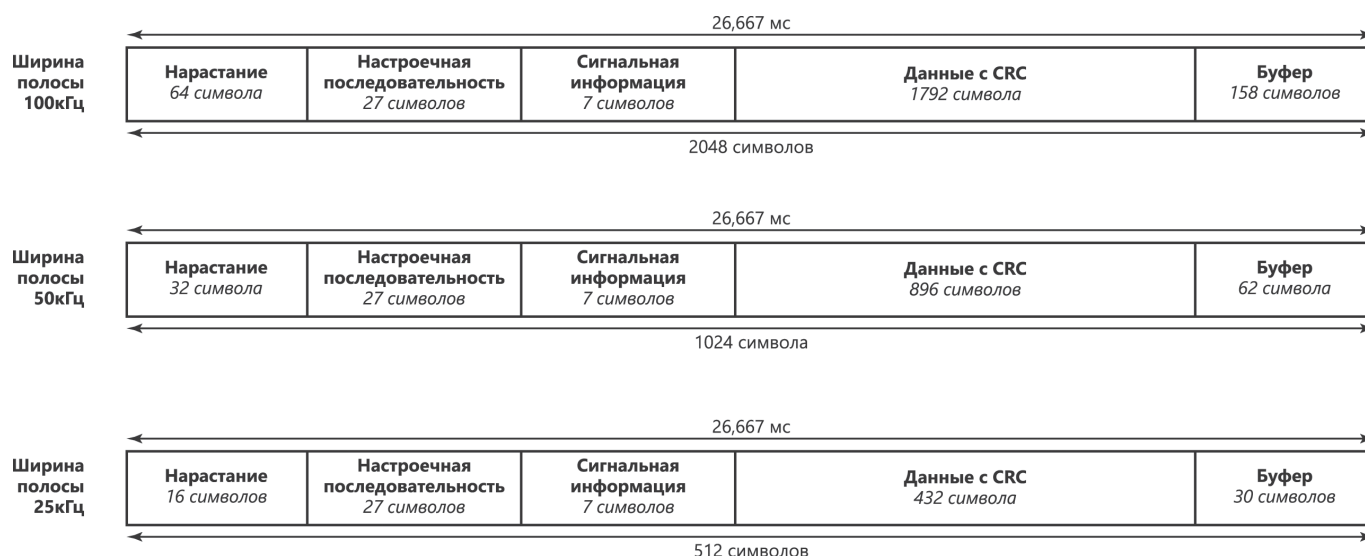 26,667 мс
Ширина
полосы
100кГц
Нарастание
64 символа
Настроечная
последовательность
27 символов
Сигнальная
информация
7 символов
Данные с CRC
1792 символа
Буфер
158 символов
2048 символов
26,667 мс
Ширина
полосы
50кГц
Нарастание
32 символа
Настроечная
последовательность
27 символов
Сигнальная
информация
7 символов
Данные с CRC
896 символов
Буфер
62 символа
1024 символа
26,667 мс
Ширина
полосы
25кГц
Нарастание
16 символов
Настроечная
последовательность
27 символов
Сигнальная
информация
7 символов
Данные с CRC
432 символа
Буфер
30 символов
512 символов